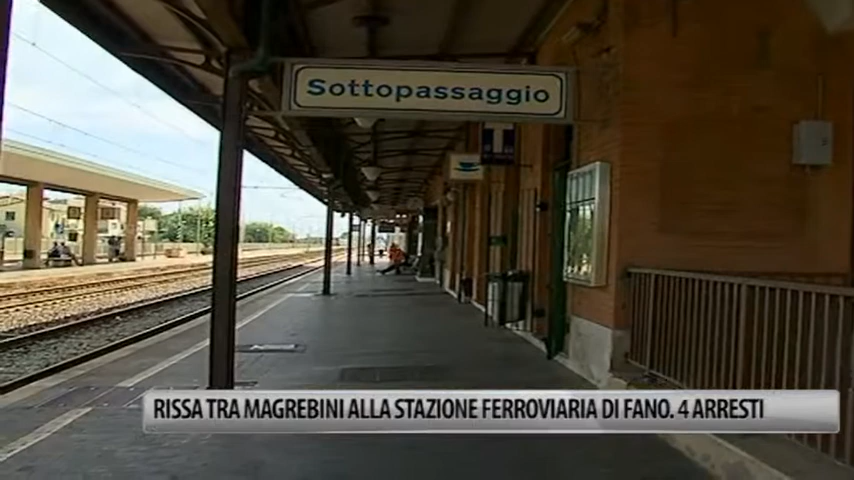 Sottopassaggio
RISSA TRA MAGREBINI ALLA STAZIONE FERROVIARIA DI FANO. 4 ARRESTI